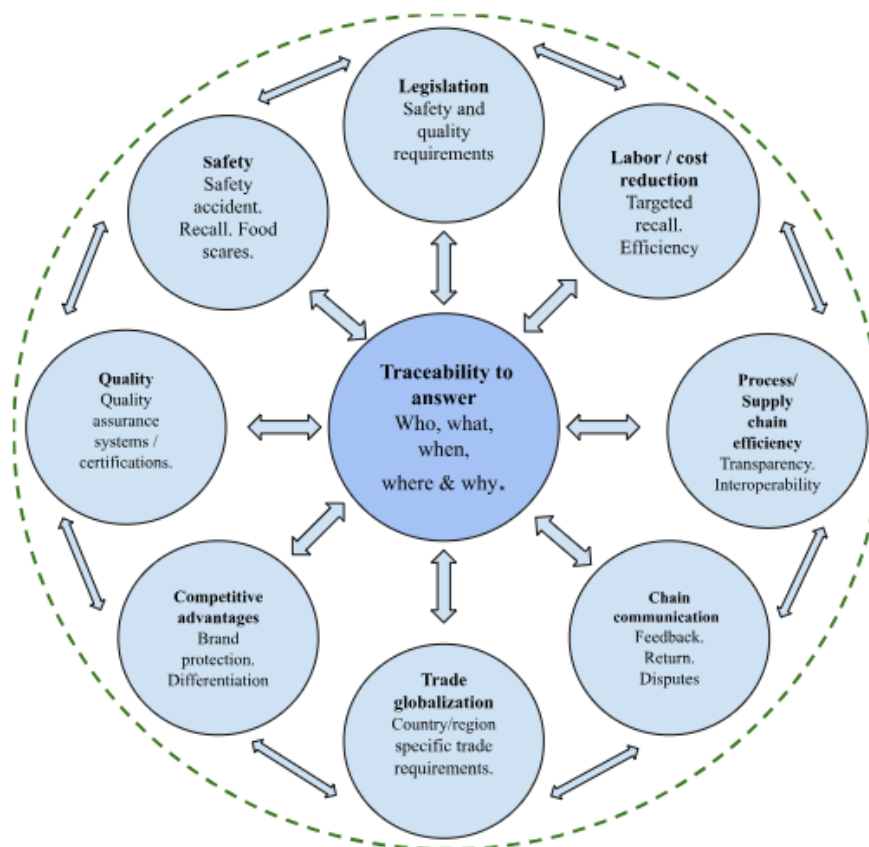 Legislation
Safety and
quality
requirements
Safety
Safety
accident.
Recall. Food
scares.
Labor / cost
reduction
Targeted
recall.
Efficiency
Traceability to
answer
Who, what,
when,
where & why.
Quality
Quality
assurance
systems /
certifications.
Process/
Supply
chain
efficiency
Transparency.
Interoperability
Competitive
advantages
Brand
protection.
Differentiation
Chain
communication
Feedback.
Return.
Disputes
Trade
globalization
Country/region
specific trade
requirements.